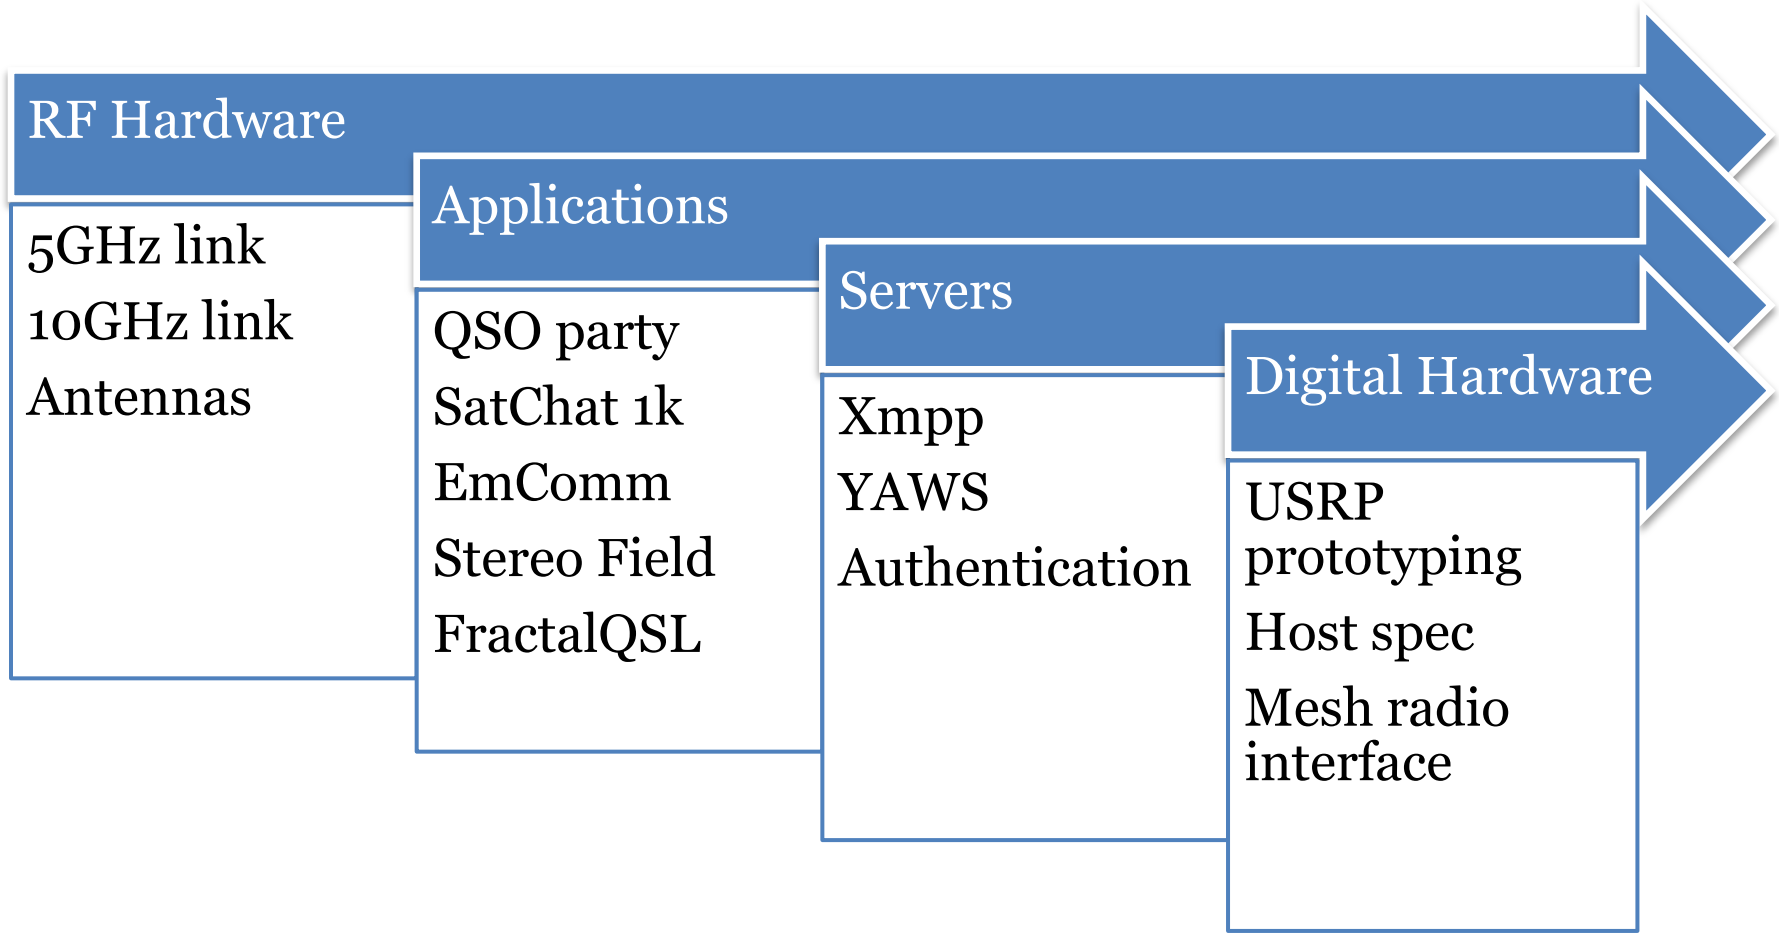 RF Hardware
5GHz link
10GHz link
Antennas
Applications
QSO party
SatChat 1k
EmComm
Stereo Field
FractalQSL
Servers
Xmpp
YAWS
Authentication
Digital Hardware
USRP
prototyping
Host spec
Mesh radio
interface